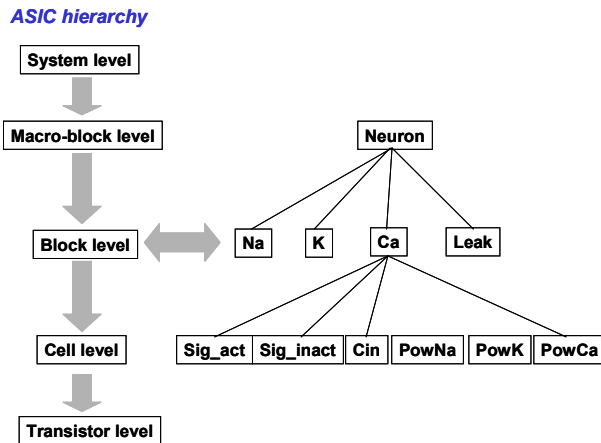 ASIC hierarchy
System level
Macro-block level
Neuron
Block level
Na
K
Ca
Leak
Cell level
Sig_act
Sig_inact
Cin
PowNa
PowK
PowCa
Transistor level